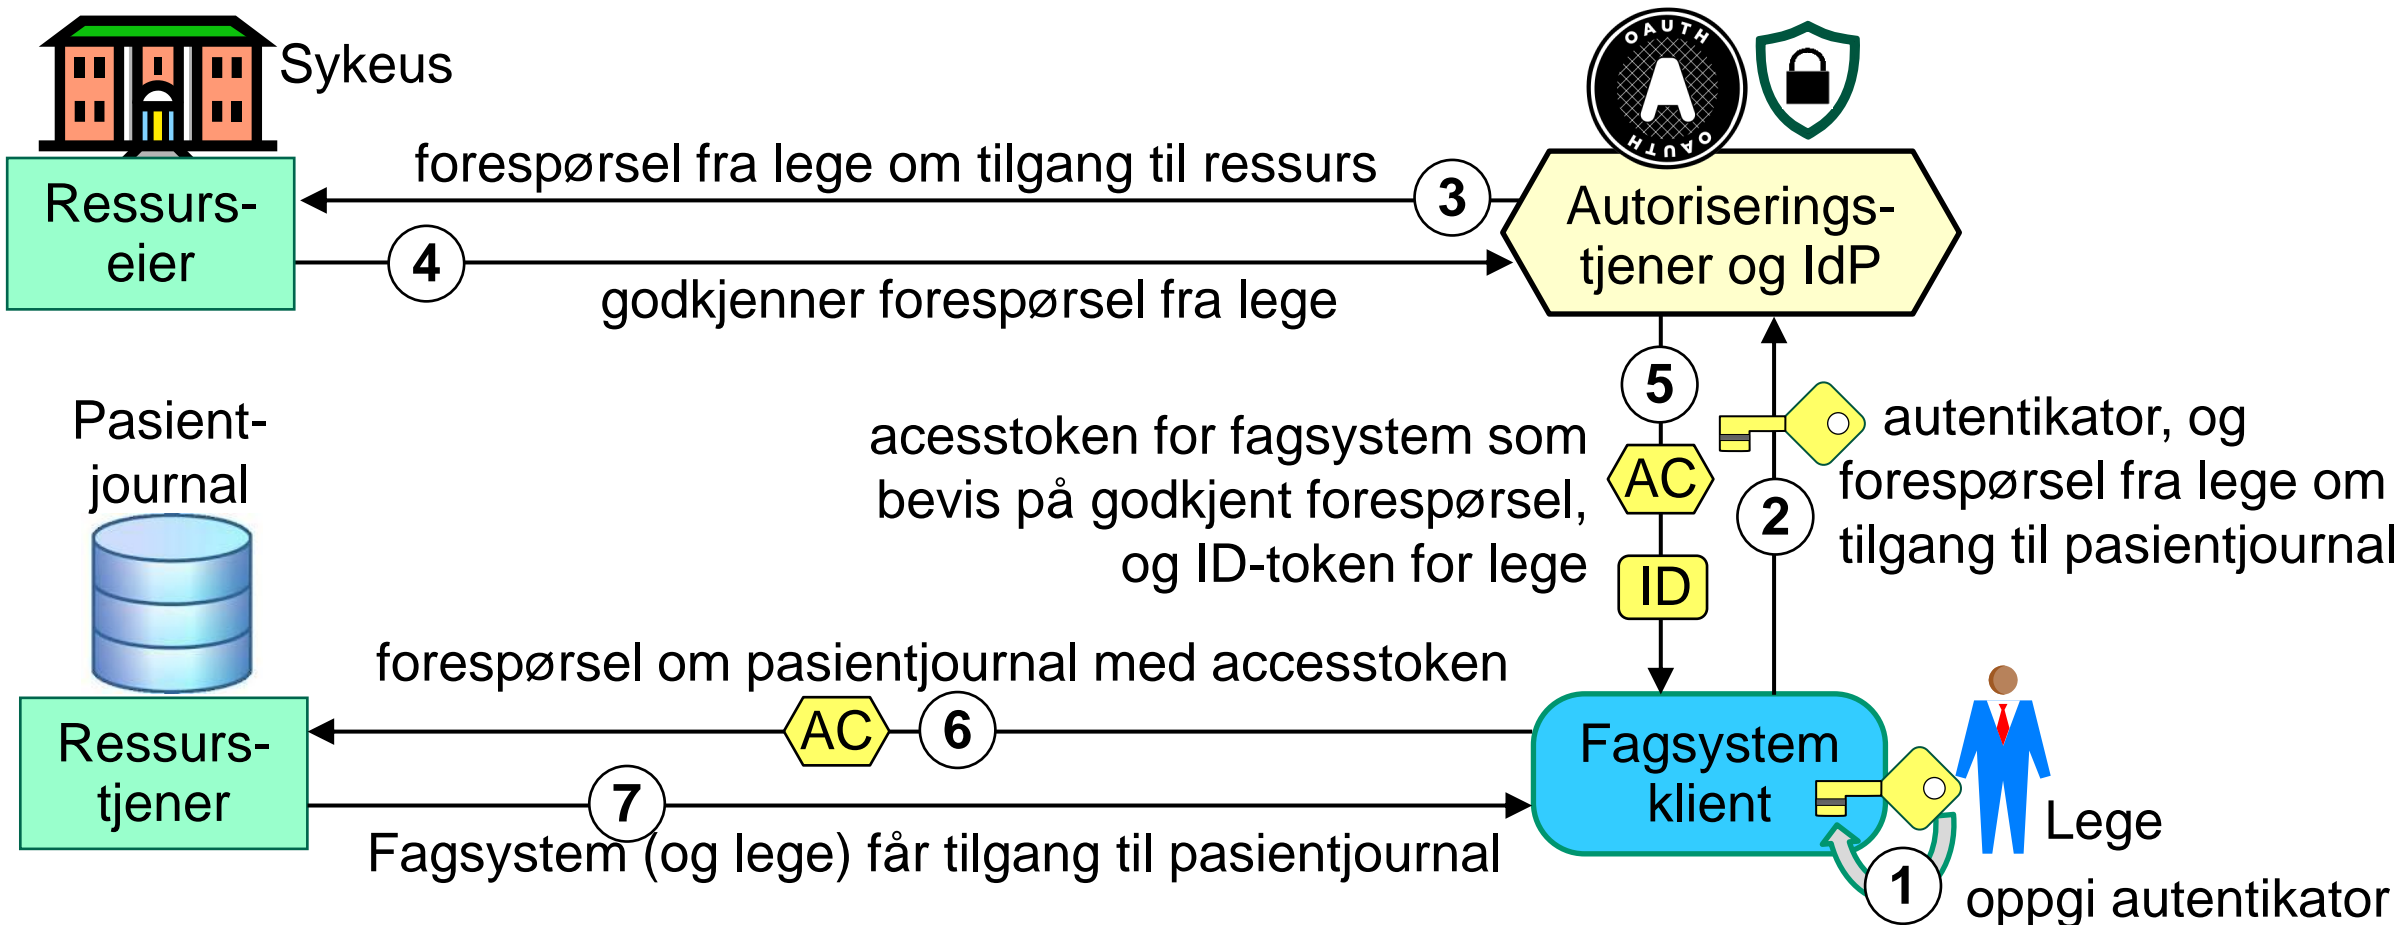 Sykeus
OAUTH
A
OAUTH
forespørsel fra lege om tilgang til ressurs
3
Ressurs-
eier
Autoriserings-
tjener og IdP
4
godkjenner forespørsel fra lege
5
Pasient-
journal
acesstoken for fagsystem som
bevis på godkjent forespørsel,
og ID-token for lege
AC
ID
autentikator, og
forespørsel fra lege om
tilgang til pasientjournal
2
forespørsel om pasientjournal med accesstoken
AC
6
Ressurs-
tjener
Fagsystem
klient
7
Fagsystem (og lege) får tilgang til pasientjournal
Lege
1
oppgi autentikator